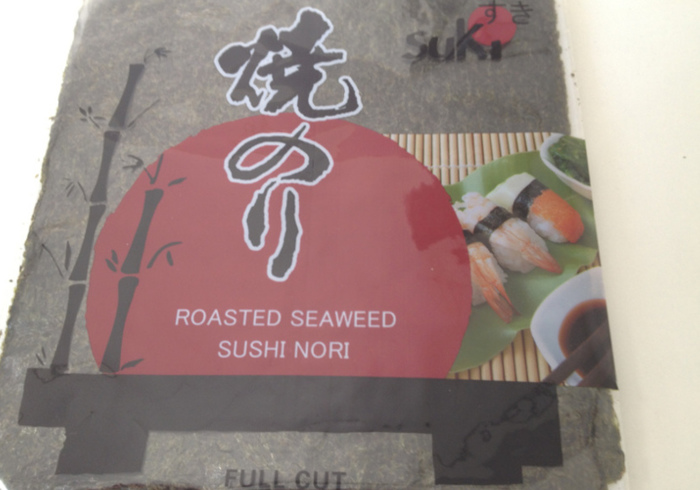 すき
suki
焼のり
ROASTED SEAWEED
SUSHI NORI
FULL CUT